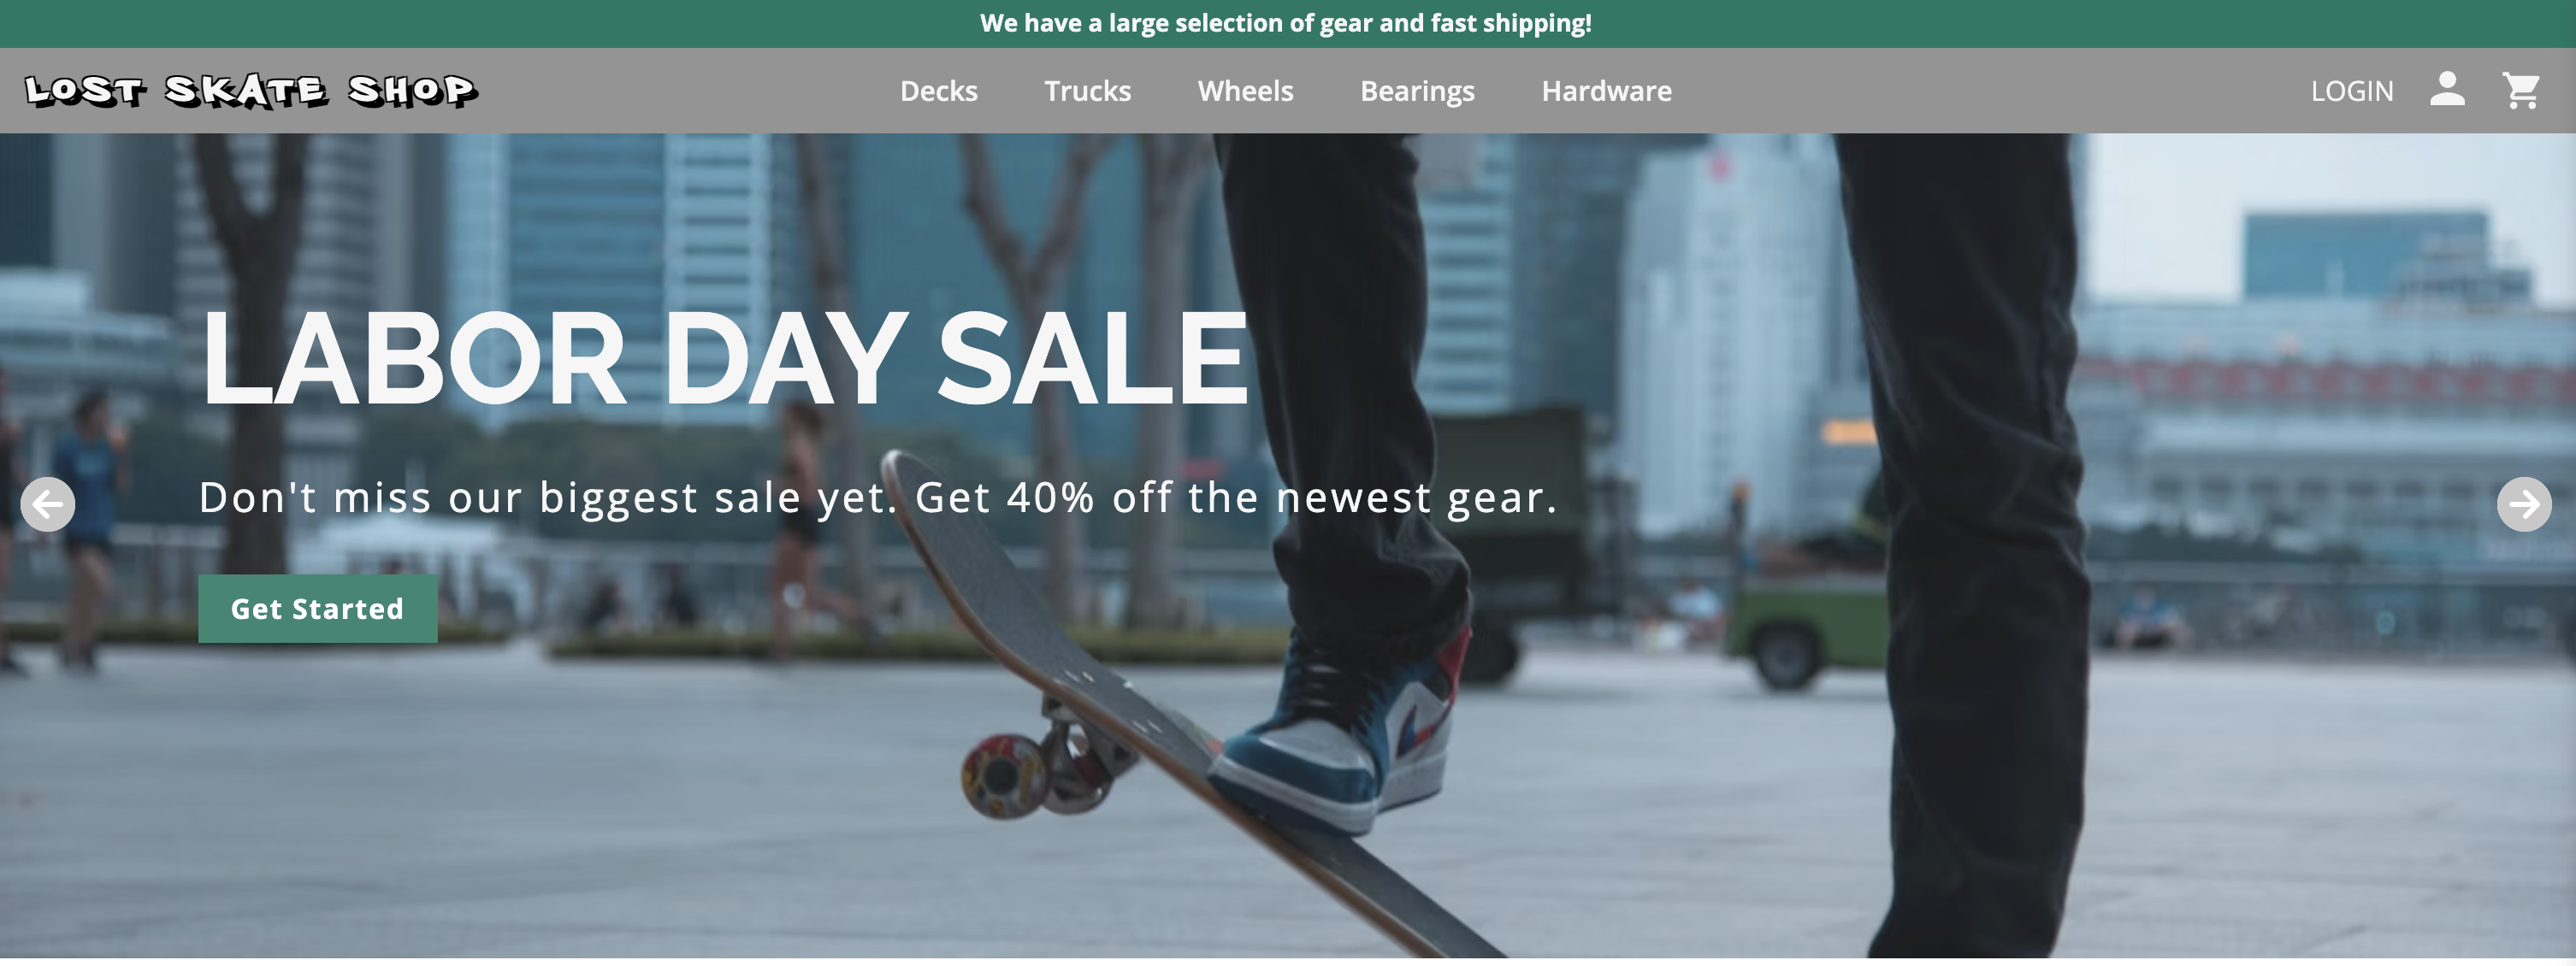 We have a large selection of gear and fast shipping!
LOST SKATE SHOP Decks Trucks Wheels Bearings Hardware LOGIN
LABOR DAY SALE
Don't miss our biggest sale yet. Get 40% off the newest gear.
Get Started